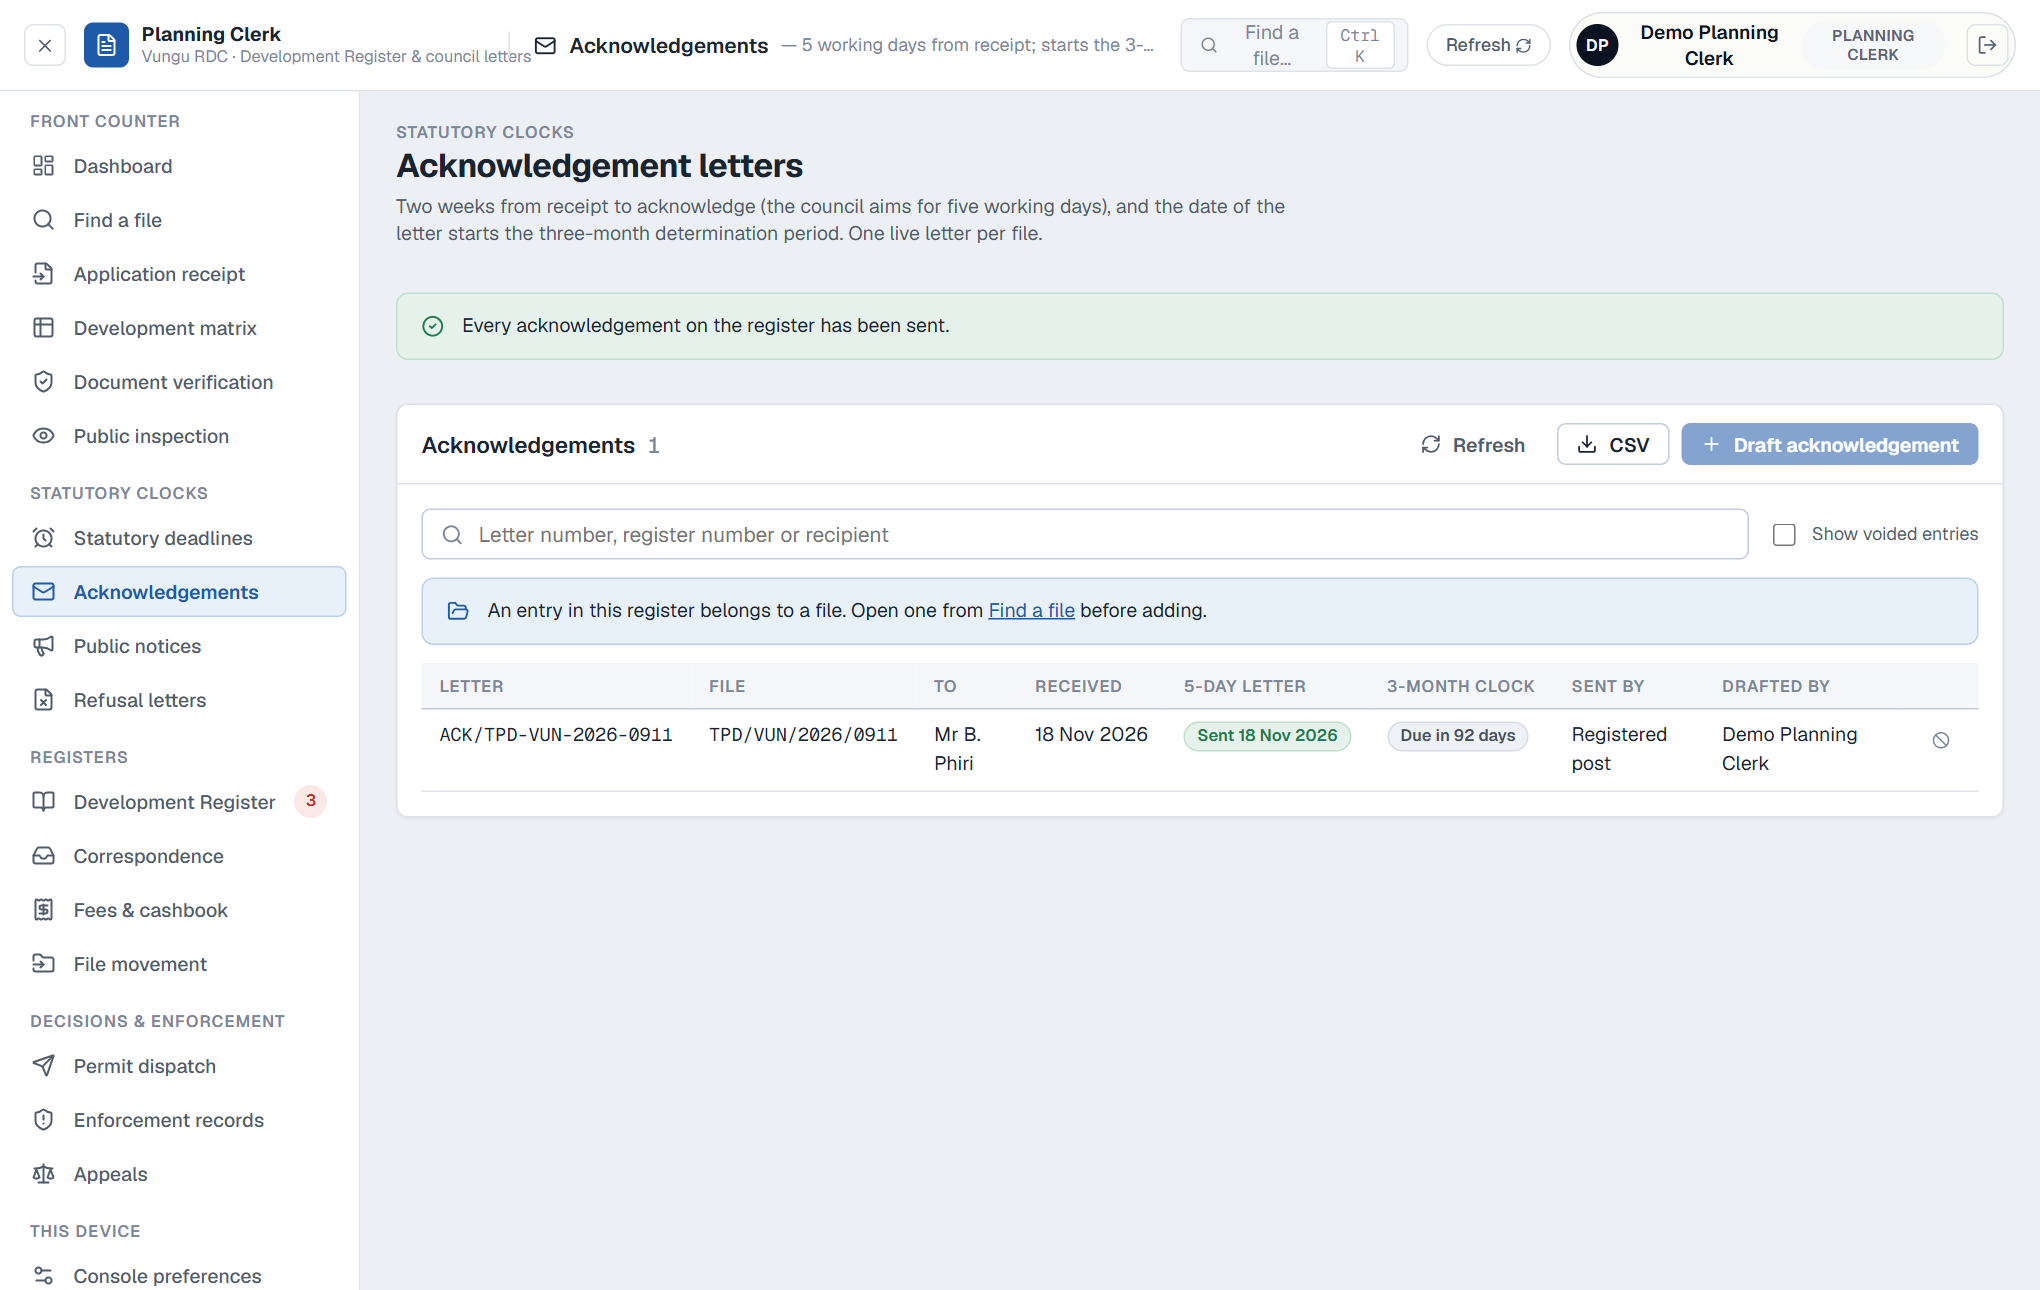 Planning Clerk
Vungu RDC · Development Register & council letters
Acknowledgements — 5 working days from receipt; starts the 3-...
Find a file...
Ctrl K
Refresh
DP
Demo Planning Clerk
PLANNING CLERK
FRONT COUNTER
Dashboard
Find a file
Application receipt
Development matrix
Document verification
Public inspection
STATUTORY CLOCKS
Statutory deadlines
Acknowledgements
Public notices
Refusal letters
REGISTERS
Development Register 3
Correspondence
Fees & cashbook
File movement
DECISIONS & ENFORCEMENT
Permit dispatch
Enforcement records
Appeals
THIS DEVICE
Console preferences
STATUTORY CLOCKS
Acknowledgement letters
Two weeks from receipt to acknowledge (the council aims for five working days), and the date of the
letter starts the three-month determination period. One live letter per file.
Every acknowledgement on the register has been sent.
Acknowledgements 1
Refresh
CSV
Draft acknowledgement
Letter number, register number or recipient
Show voided entries
An entry in this register belongs to a file. Open one from Find a file before adding.
LETTER FILE TO RECEIVED 5-DAY LETTER 3-MONTH CLOCK SENT BY DRAFTED BY
ACK/TPD-VUN-2026-0911 TPD/VUN/2026/0911 Mr B. Phiri 18 Nov 2026 Sent 18 Nov 2026 Due in 92 days Registered post Demo Planning Clerk